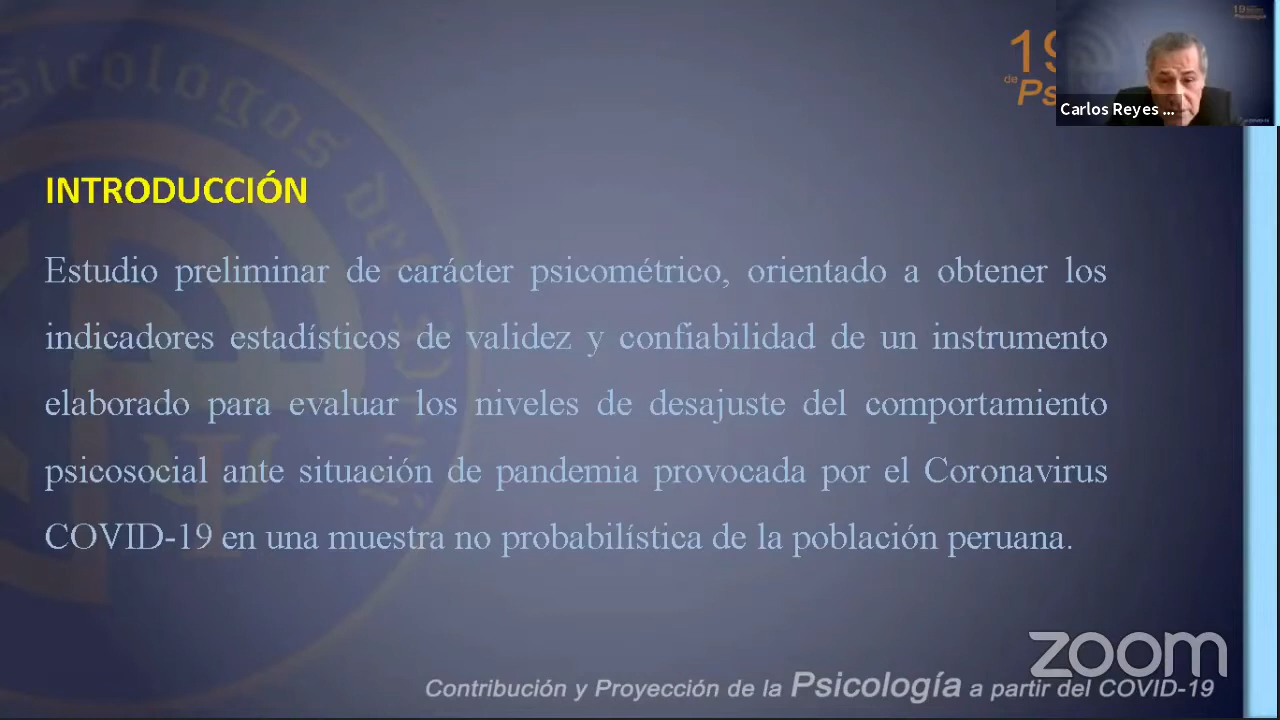 19
de
Ps
Carlos Reyes ...
INTRODUCCIÓN
Estudio preliminar de carácter psicométrico, orientado a obtener los
indicadores estadísticos de validez y confiabilidad de un instrumento
elaborado para evaluar los niveles de desajuste del comportamiento
psicosocial ante situación de pandemia provocada por el Coronavirus
COVID-19 en una muestra no probabilística de la población peruana.
zoom
Contribución y Proyección de la Psicología a partir del COVID-19